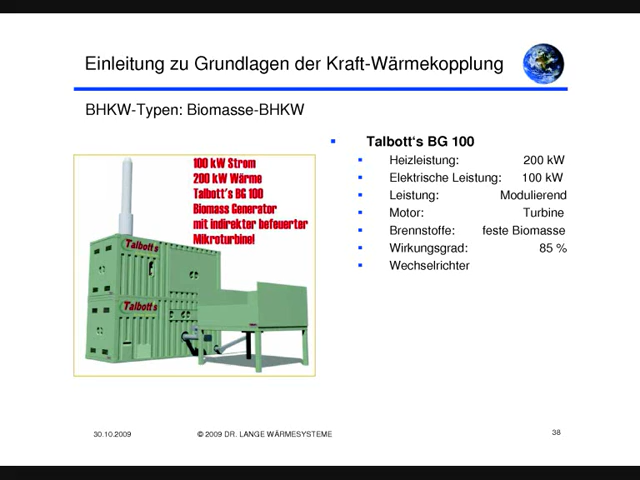 Einleitung zu Grundlagen der Kraft-Wärmekopplung
BHKW-Typen: Biomasse-BHKW
100 kW Strom
200 kW Wärme
Talbott's BG 100
Biomass Generator
mit indirekter befeuerter
Mikroturbine!
Talbott's
Talbott's
Talbott‘s BG 100
Heizleistung: 200 kW
Elektrische Leistung: 100 kW
Leistung: Modulierend
Motor: Turbine
Brennstoffe: feste Biomasse
Wirkungsgrad: 85 %
Wechselrichter
30.10.2009 © 2009 DR. LANGE WÄRMESYSTEME 38